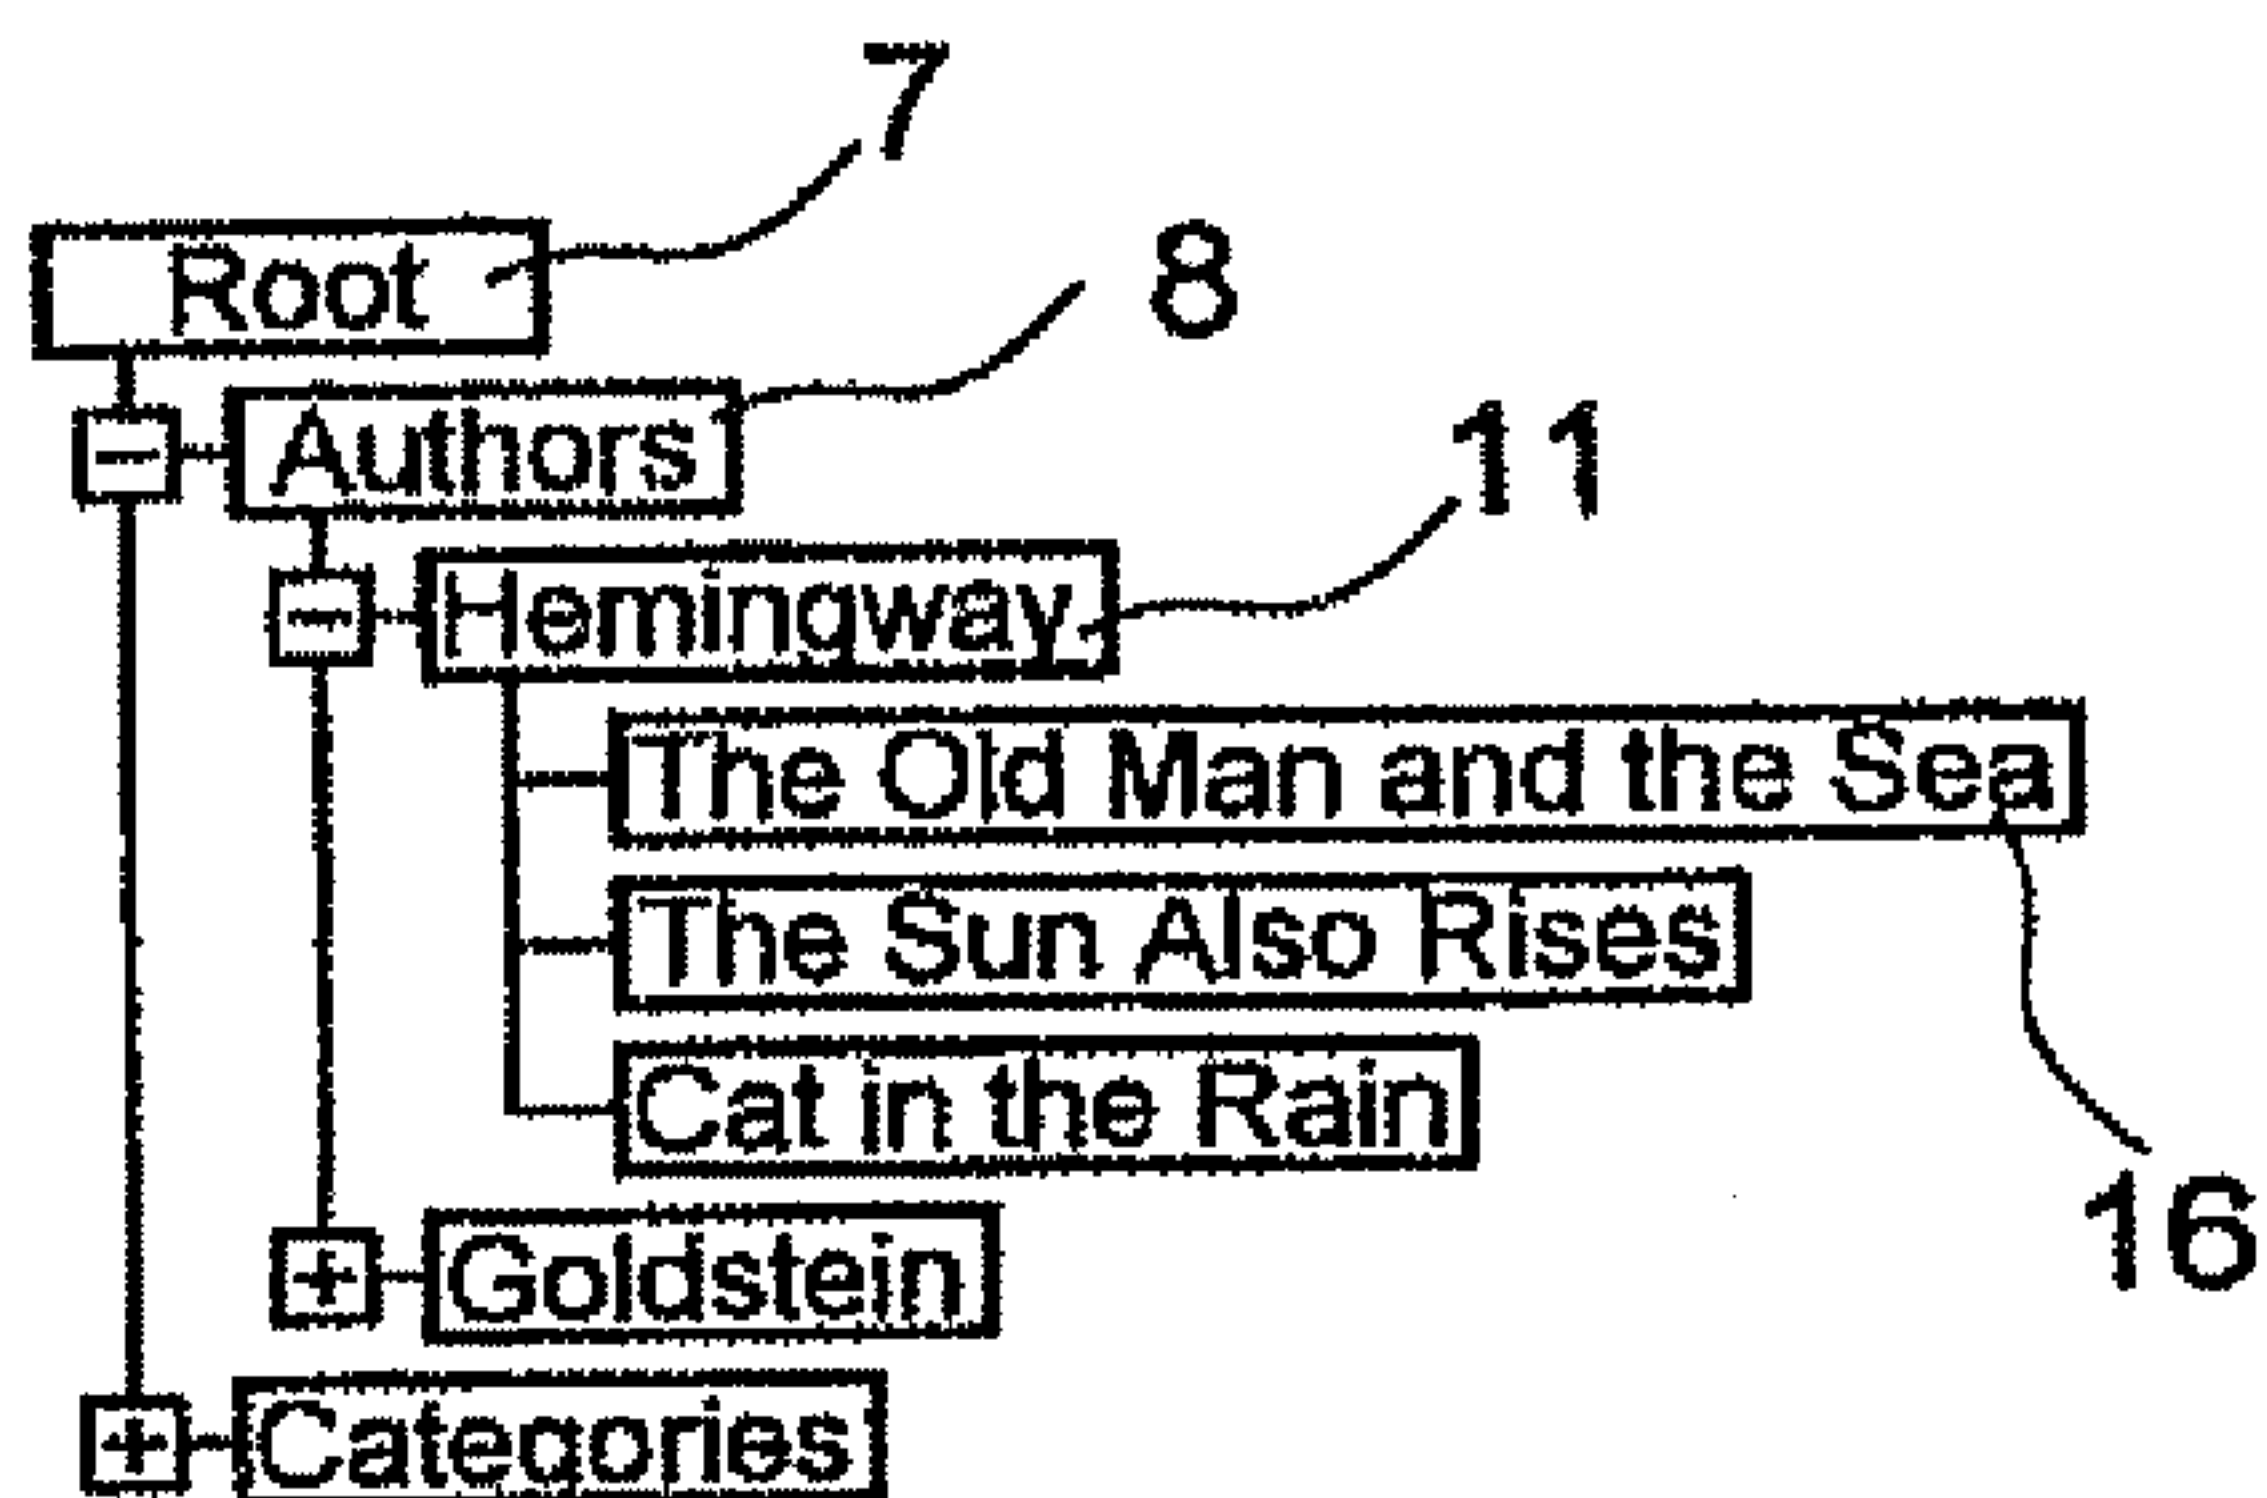 7
Root
8
Authors
11
Hemingway
The Old Man and the Sea
The Sun Also Rises
Cat in the Rain
16
Goldstein
Categories